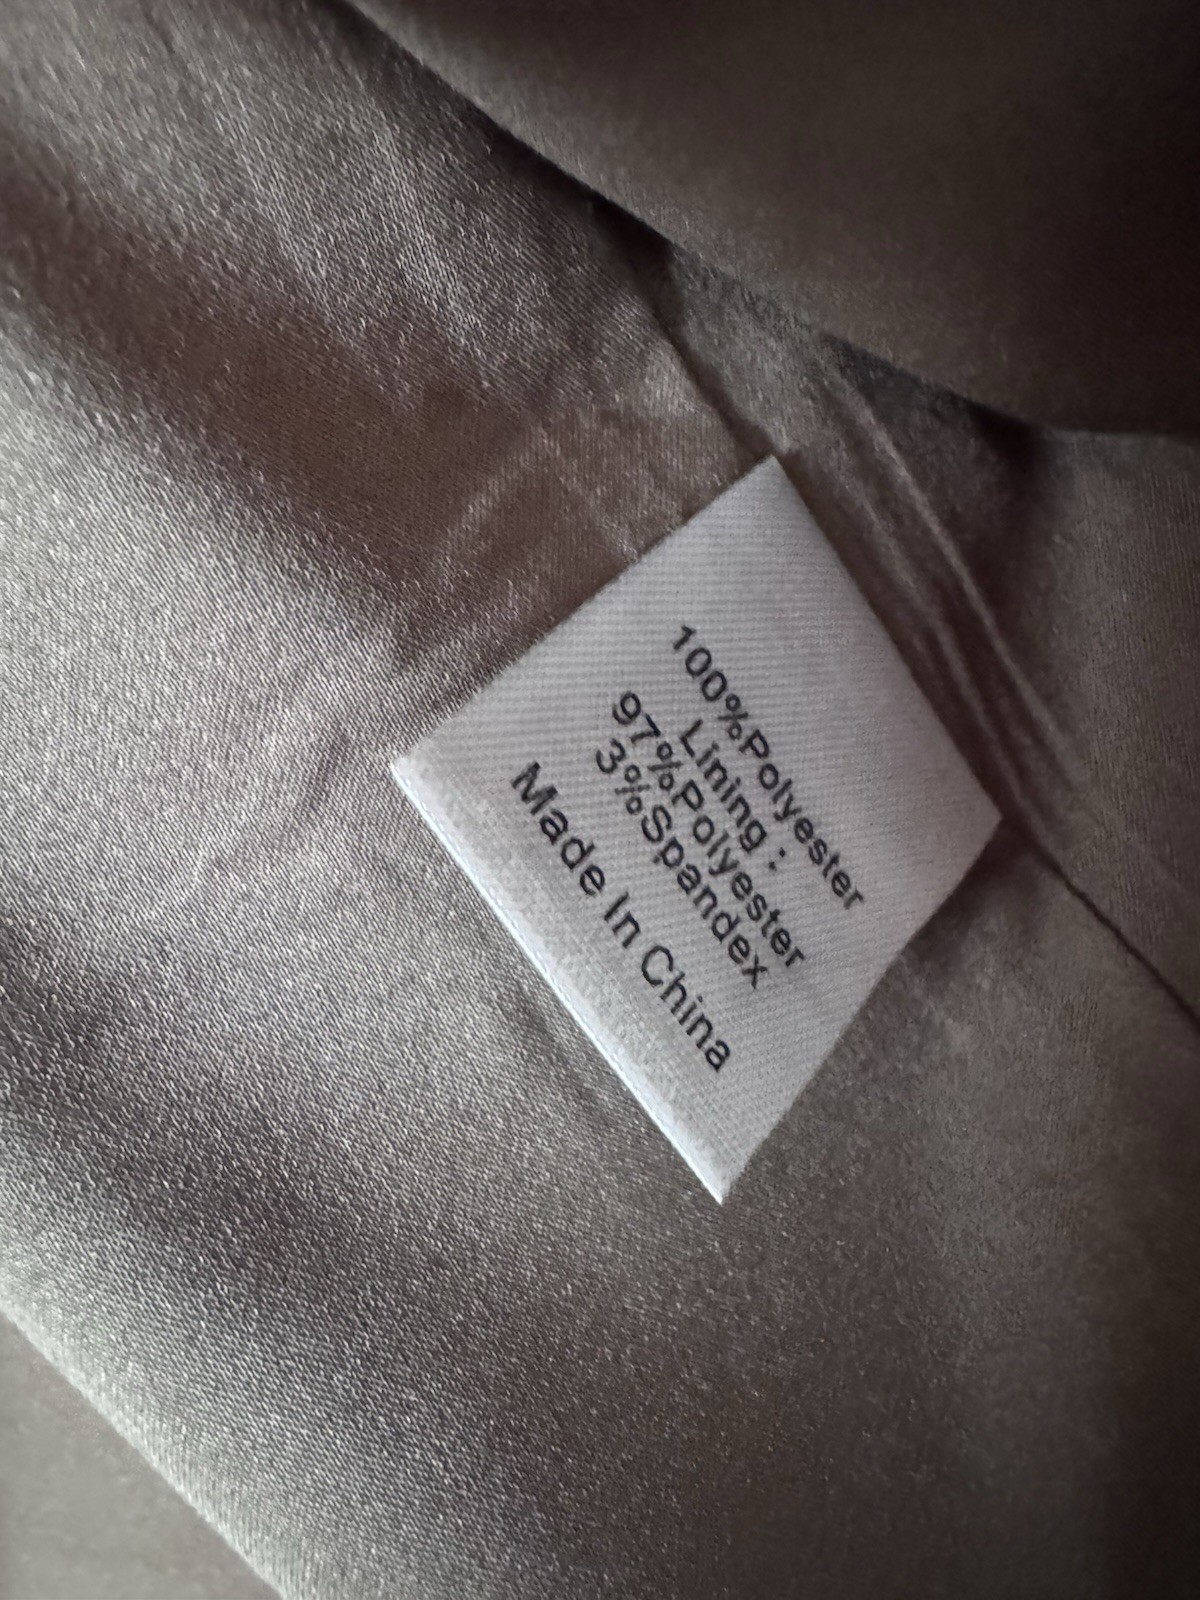 100%Polyester
Lining :
97%Polyester
3%Spandex
Made In China